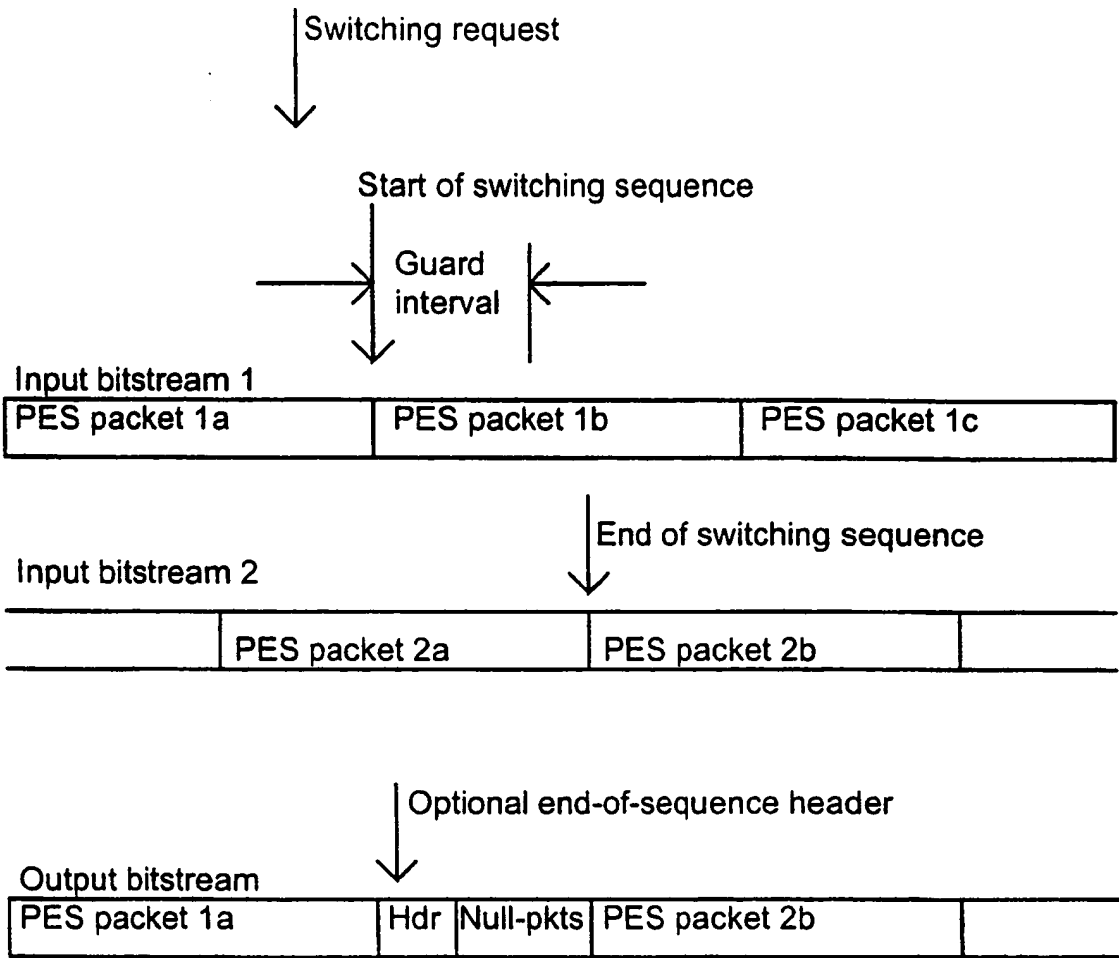 Switching request
Start of switching sequence
Guard
interval
Input bitstream 1
PES packet 1a
PES packet 1b
PES packet 1c
End of switching sequence
Input bitstream 2
PES packet 2a
PES packet 2b
Optional end-of-sequence header
Output bitstream
PES packet 1a
Hdr
Null-pkts
PES packet 2b